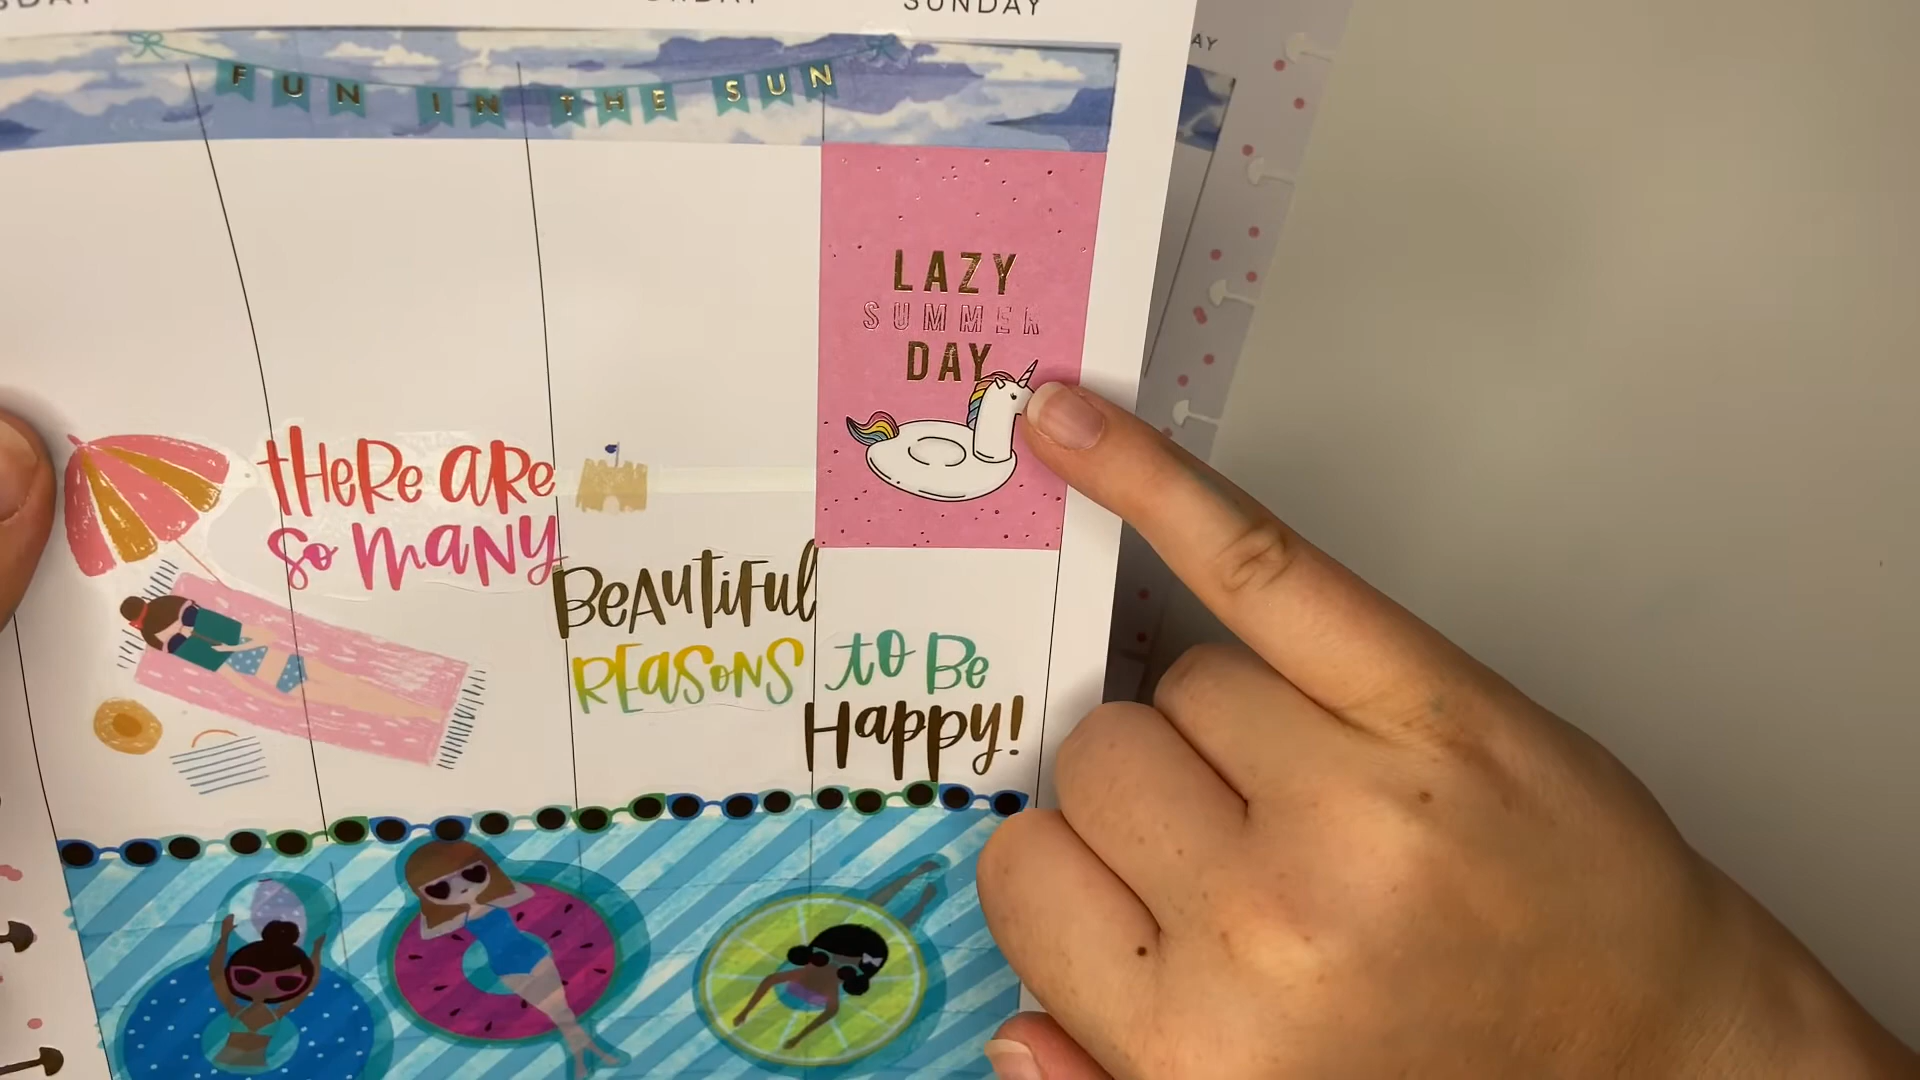 SUNDAY
FUN IN THE SUN
LAZY
SUMMER
DAY
THERE ARE
SO MANY
BEAUTIFUL
REASONS
TO BE
HAPPY!